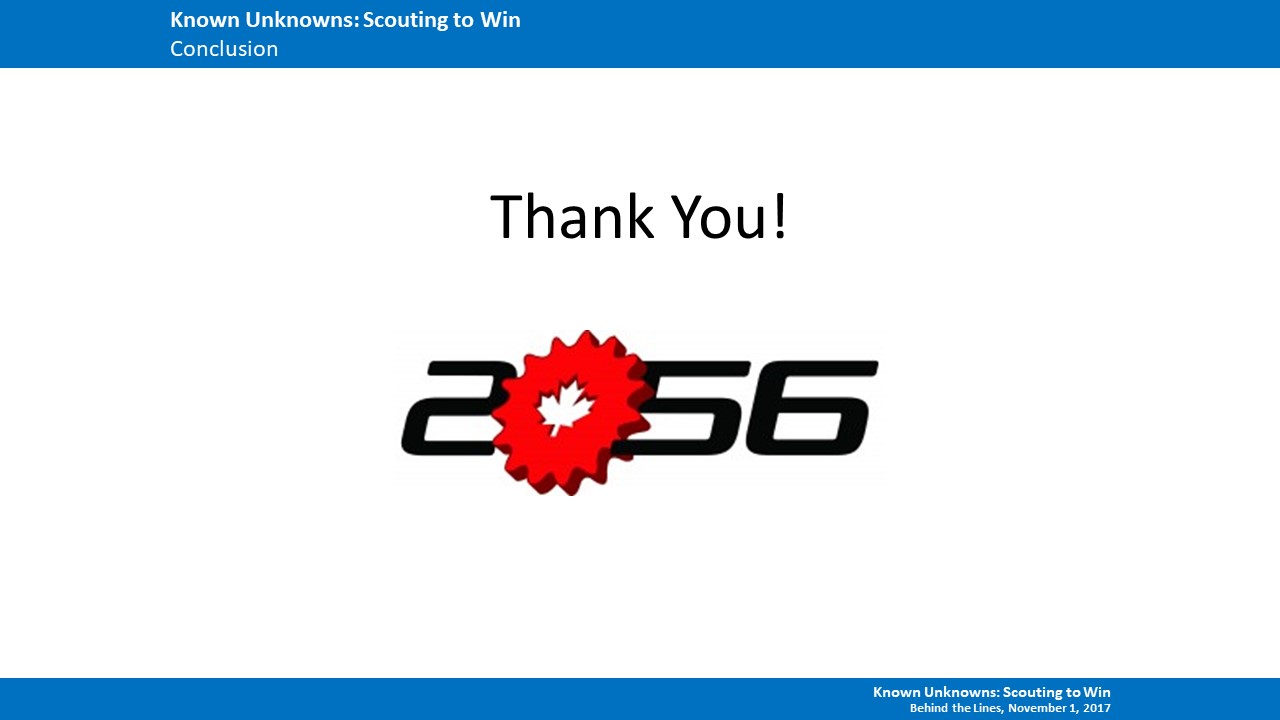 Known Unknowns: Scouting to Win
Conclusion
Thank You!
2056
Known Unknowns: Scouting to Win
Behind the Lines, November 1, 2017